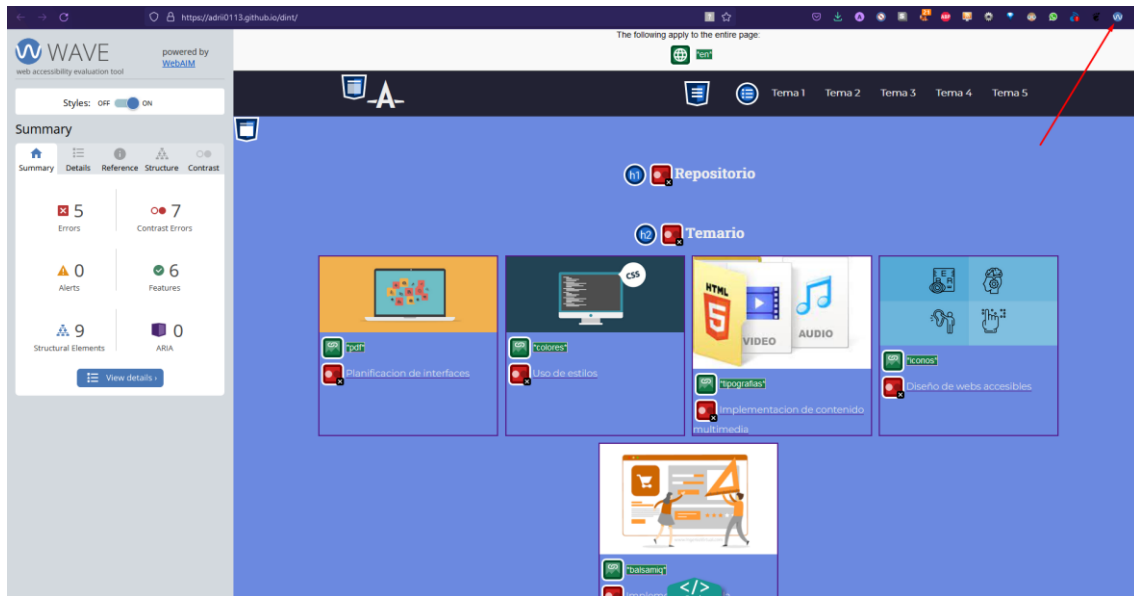 https://adrii0113.github.io/dint/
WAVE
web accessibility evaluation tool
powered by
WebAIM
Styles: OFF ON
Summary
Summary Details Reference Structure Contrast
5
Errors
7
Contrast Errors
0
Alerts
6
Features
9
Structural Elements
0
ARIA
View details ›
The following apply to the entire page:
*en*
A
Tema 1 Tema 2 Tema 3 Tema 4 Tema 5
h1 Repositorio
h2 Temario
CSS
HTML
5
VIDEO
AUDIO
*pdf*
Planificacion de interfaces
*colores*
Uso de estilos
*tipografias*
Implementacion de contenido
multimedia
*iconos*
Diseño de webs accesibles
*balsamiq*
</>